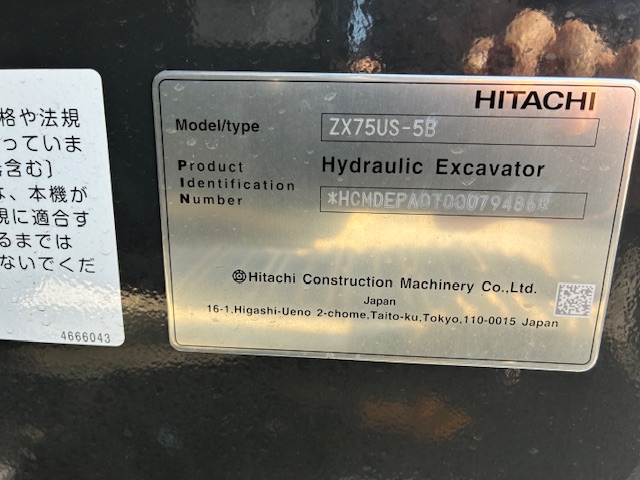 格や法規
っていま
含む〕
な、本機が
規に適合す
るまでは
ないでくだ
4666043
HITACHI
Model/type ZX75US-5B
Product
Identification
Number
Hydraulic Excavator
Hitachi Construction Machinery Co.,Ltd.
Japan
16-1,Higashi-Ueno 2-chome,Taito-ku,Tokyo,110-0015 Japan